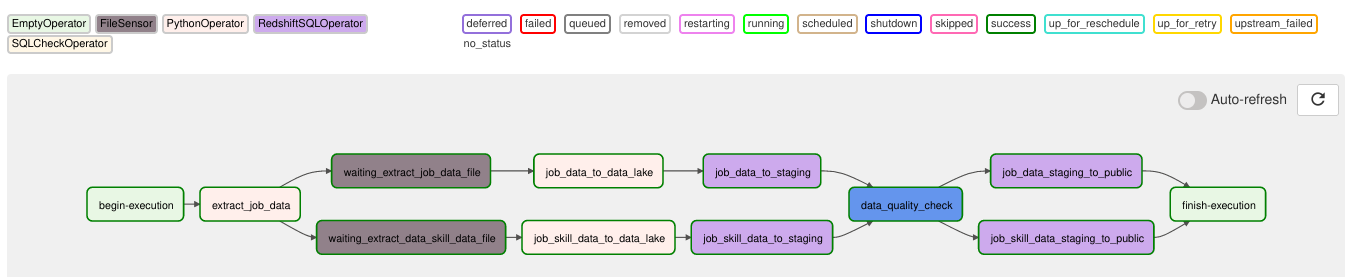 EmptyOperator FileSensor PythonOperator RedshiftSQLOperator
SQLCheckOperator
deferred failed queued removed restarting running scheduled shutdown skipped success up_for_reschedule up_for_retry upstream_failed
no_status
Auto-refresh
begin-execution
extract_job_data
waiting_extract_job_data_file
job_data_to_data_lake
job_data_to_staging
waiting_extract_data_skill_data_file
job_skill_data_to_data_lake
job_skill_data_to_staging
data_quality_check
job_data_staging_to_public
job_skill_data_staging_to_public
finish-execution